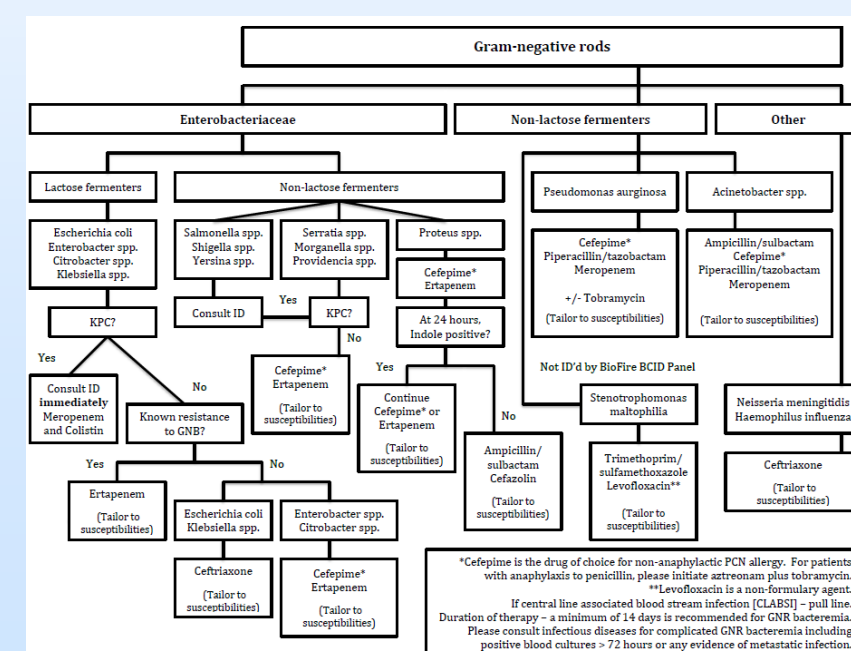 Gram-negative rods
Enterobacteriaceae
Non-lactose fermenters
Other
Lactose fermenters
Non-lactose fermenters
Pseudomonas aurginosa
Acinetobacter spp.
Escherichia coli
Enterobacter spp.
Citrobacter spp.
Klebsiella spp.
Salmonella spp.
Shigella spp.
Yersina spp.
Serratia spp.
Morganella spp.
Providencia spp.
Proteus spp.
Cefepime*
Ertapenem
Cefepime*
Piperacillin/tazobactam
Meropenem
+/- Tobramycin
(Tailor to susceptibilities)
Ampicillin/sulbactam
Cefepime*
Piperacillin/tazobactam
Meropenem
(Tailor to susceptibilities)
KPC?
Consult ID
Yes
KPC?
No
At 24 hours,
Indole positive?
Yes
No
Consult ID
immediately
Meropenem
and Colistin
Known resistance
to GNB?
Cefepime*
Ertapenem
(Tailor to
susceptibilities)
Yes
No
Continue
Cefepime* or
Ertapenem
(Tailor to
susceptibilities)
Ampicillin/
sulbactam
Cefazolin
(Tailor to
susceptibilities)
Not ID'd by BioFire BCID Panel
Stenotrophomonas
maltophilia
Trimethoprim/
sulfamethoxazole
Levofloxacin**
(Tailor to
susceptibilities)
Neisseria meningitidis
Haemophilus influenza
Ceftriaxone
(Tailor to
susceptibilities)
Yes
No
Ertapenem
(Tailor to
susceptibilities)
Escherichia coli
Klebsiella spp.
Enterobacter spp.
Citrobacter spp.
Ceftriaxone
(Tailor to
susceptibilities)
Cefepime*
Ertapenem
(Tailor to
susceptibilities)
*Cefepime is the drug of choice for non-anaphylactic PCN allergy. For patients
with anaphylaxis to penicillin, please initiate aztreonam plus tobramycin.
**Levofloxacin is a non-formulary agent.
If central line associated blood stream infection [CLABSI] – pull line.
Duration of therapy – a minimum of 14 days is recommended for GNR bacteremia.
Please consult infectious diseases for complicated GNR bacteremia including
positive blood cultures > 72 hours or any evidence of metastatic infection.